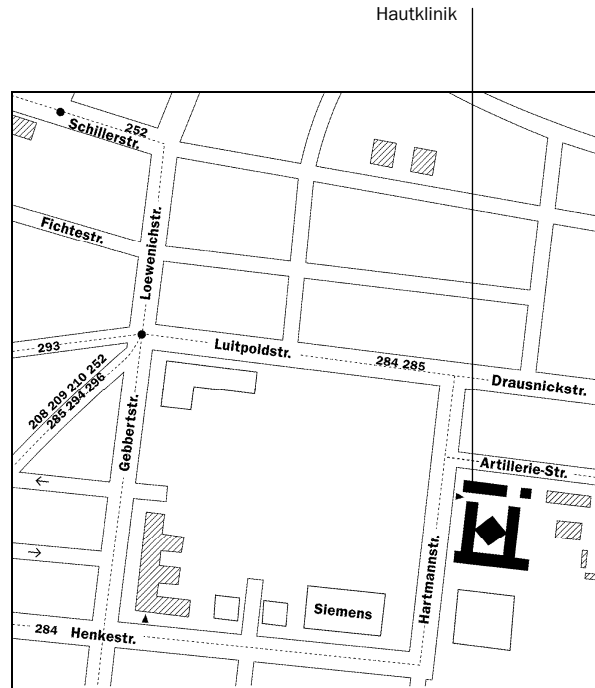 Hautklinik
252
Schillerstr.
Fichtestr.
Loewenichstr.
293
Luitpoldstr.
284 285
Drausnickstr.
208 209 210 252
285 294 296
Gebbertstr.
Artillerie-Str.
Hartmannstr.
Siemens
284 Henkestr.